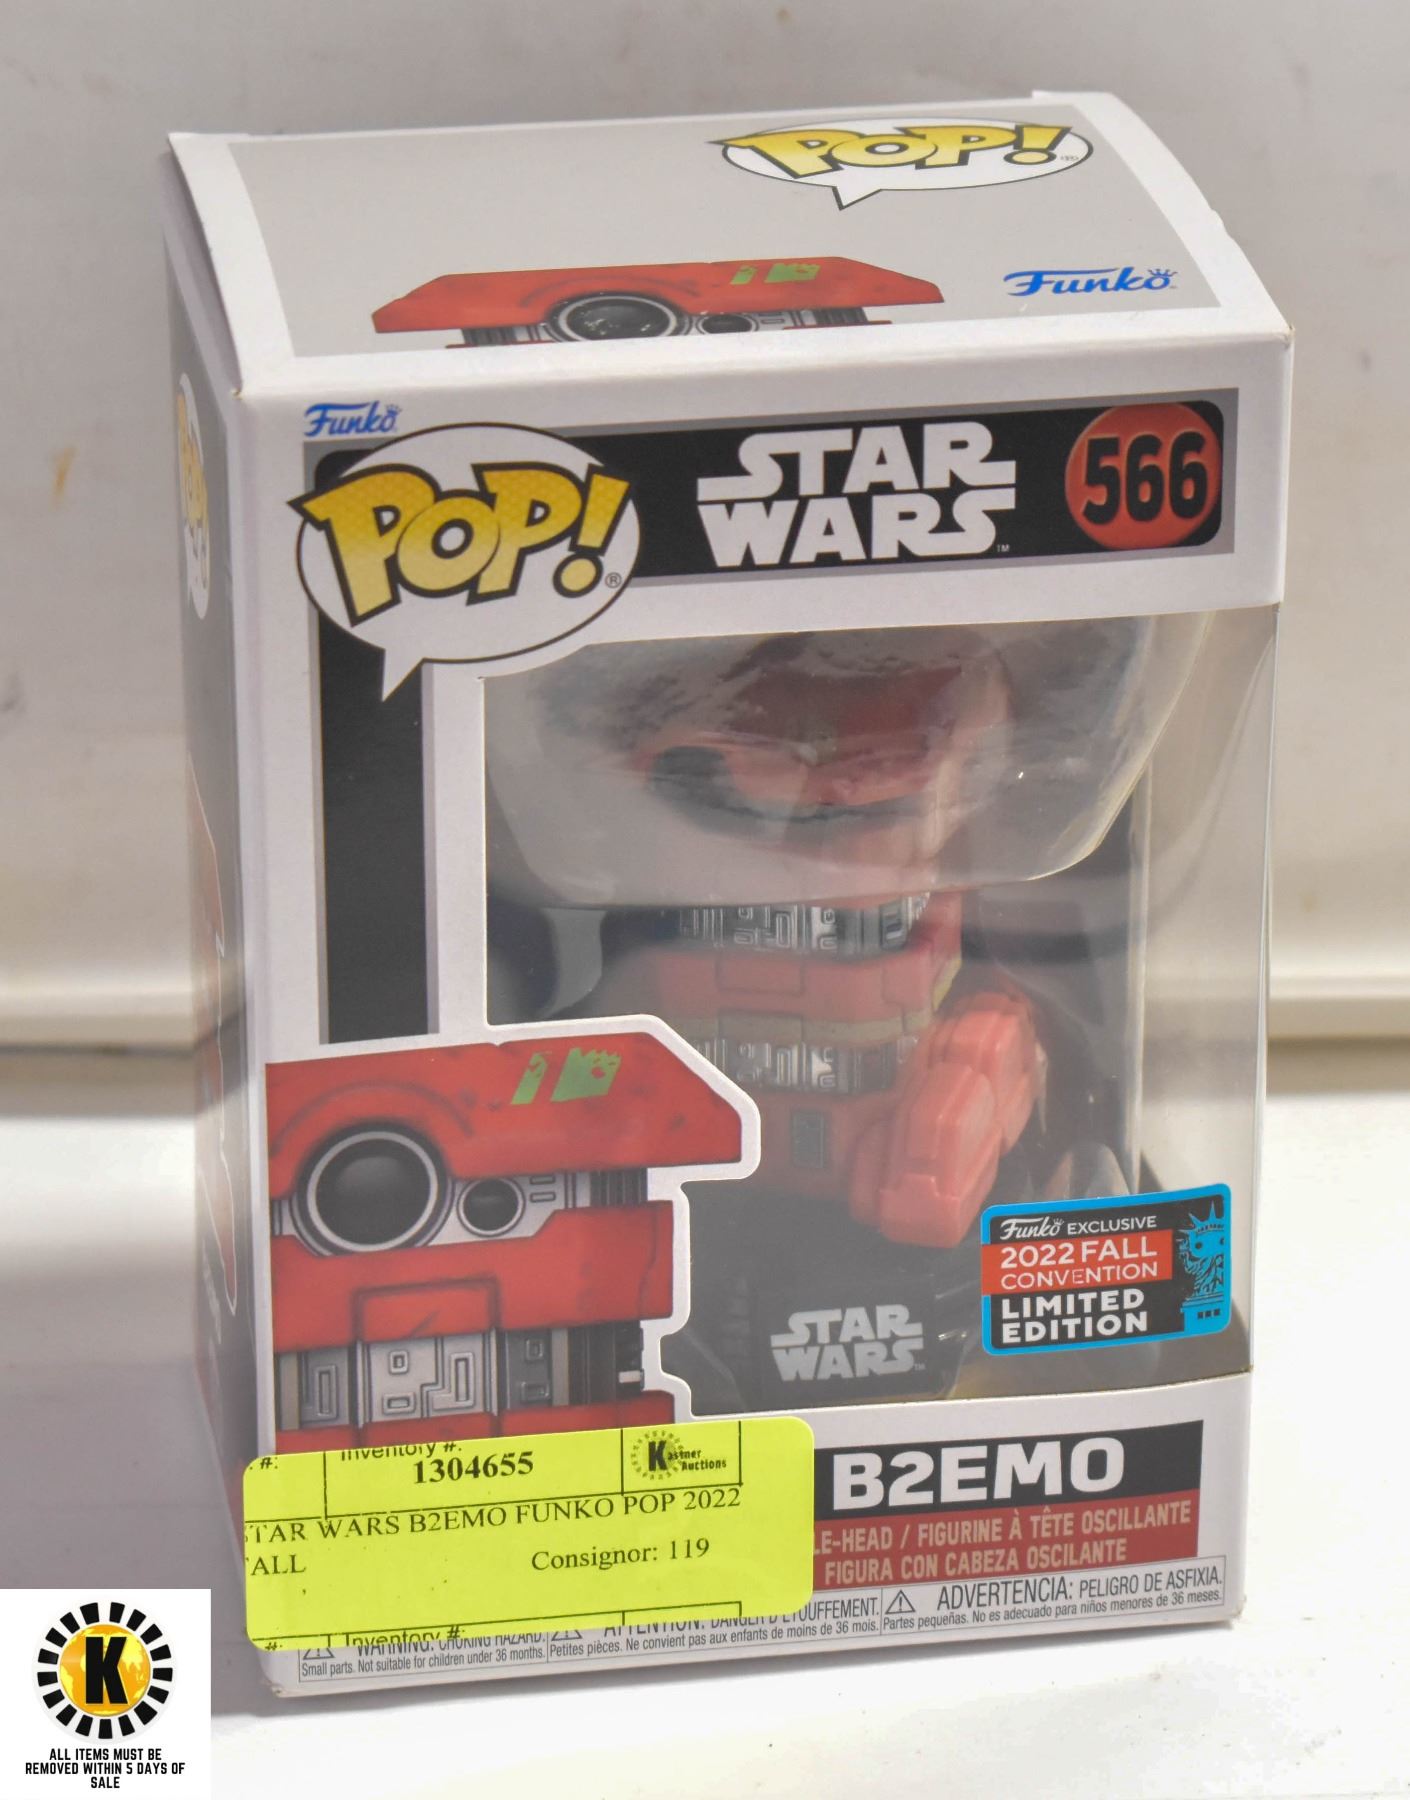 POP!®
Funko
Funko
POP!®
STAR
WARS™
566
Funko EXCLUSIVE
2022 FALL
CONVENTION
LIMITED
EDITION
STAR
WARS™
B2EMO
LE-HEAD / FIGURINE À TÊTE OSCILLANTE
FIGURA CON CABEZA OSCILANTE
#: Inventory #:
1304655
Kastner
Auctions
STAR WARS B2EMO FUNKO POP 2022
FALL
Consignor: 119
#: Inventory #:
WARNING: CHOKING HAZARD.
Small parts. Not suitable for children under 36 months.
ATTENTION: DANGER D'ÉTOUFFEMENT.
Petites pièces. Ne convient pas aux enfants de moins de 36 mois.
ADVERTENCIA: PELIGRO DE ASFIXIA.
Partes pequeñas. No es adecuado para niños menores de 36 meses.
K
ALL ITEMS MUST BE
REMOVED WITHIN 5 DAYS OF
SALE